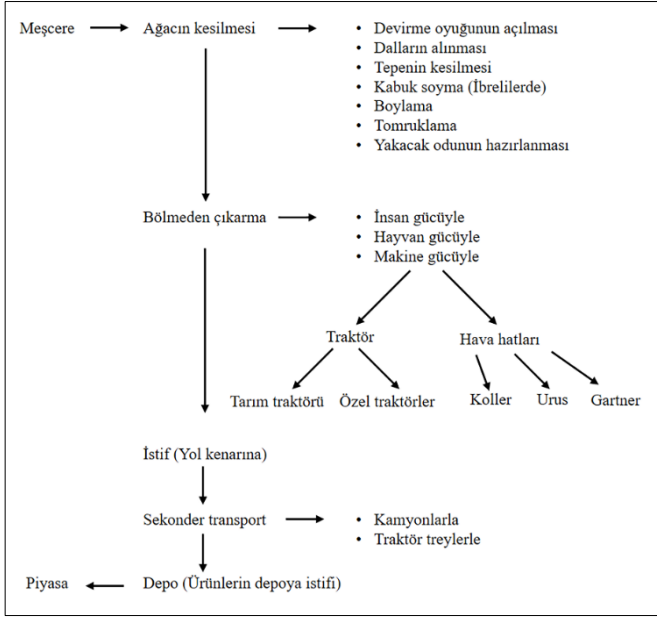 Meşcere
Ağacın kesilmesi
• Devirme oyuğunun açılması
• Dalların alınması
• Tepenin kesilmesi
• Kabuk soyma (İbrelilerde)
• Boylama
• Tomruklama
• Yakacak odunun hazırlanması
Bölmeden çıkarma
• İnsan gücüyle
• Hayvan gücüyle
• Makine gücüyle
Traktör
Hava hatları
Tarım traktörü
Özel traktörler
Koller
Urus
Gartner
İstif (Yol kenarına)
Sekonder transport
• Kamyonlarla
• Traktör treylerle
Piyasa
Depo (Ürünlerin depoya istifi)